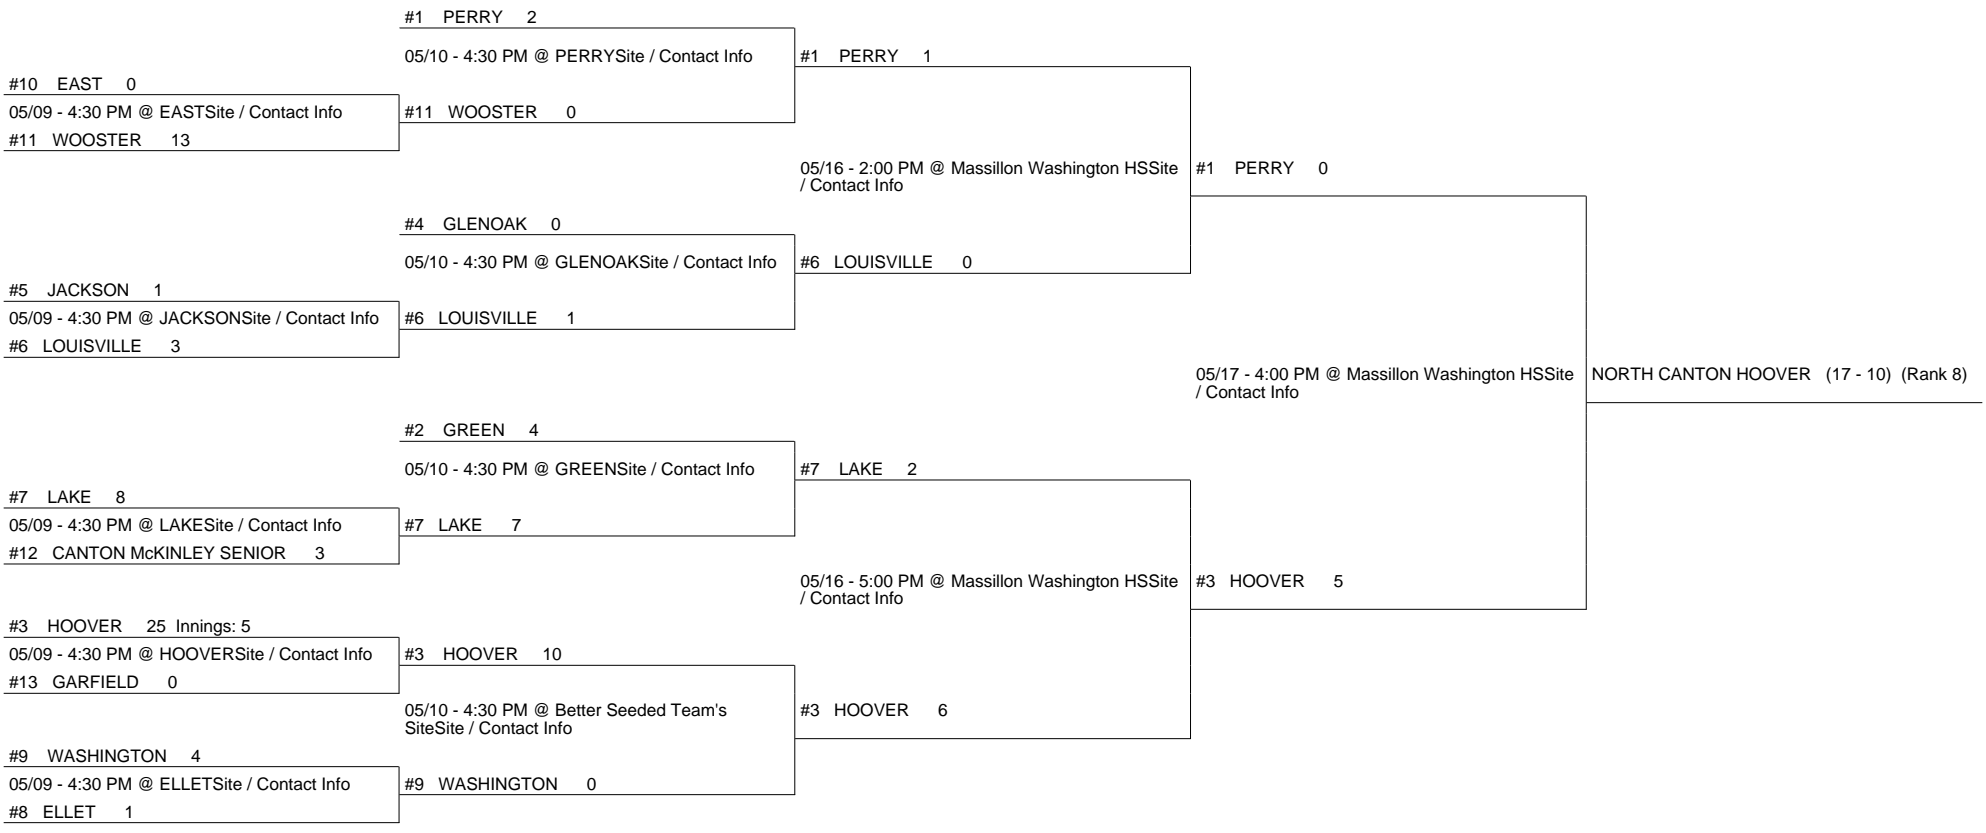 #1 PERRY 2
05/10 - 4:30 PM @ PERRYSite / Contact Info
#1 PERRY 1
#10 EAST 0
05/09 - 4:30 PM @ EASTSite / Contact Info
#11 WOOSTER 0
#11 WOOSTER 13
05/16 - 2:00 PM @ Massillon Washington HSSite
/ Contact Info
#1 PERRY 0
#4 GLENOAK 0
05/10 - 4:30 PM @ GLENOAKSite / Contact Info
#6 LOUISVILLE 0
#5 JACKSON 1
05/09 - 4:30 PM @ JACKSONSite / Contact Info
#6 LOUISVILLE 1
#6 LOUISVILLE 3
05/17 - 4:00 PM @ Massillon Washington HSSite
/ Contact Info
NORTH CANTON HOOVER (17 - 10) (Rank 8)
#2 GREEN 4
05/10 - 4:30 PM @ GREENSite / Contact Info
#7 LAKE 2
#7 LAKE 8
05/09 - 4:30 PM @ LAKESite / Contact Info
#7 LAKE 7
#12 CANTON McKINLEY SENIOR 3
05/16 - 5:00 PM @ Massillon Washington HSSite
/ Contact Info
#3 HOOVER 5
#3 HOOVER 25 Innings: 5
05/09 - 4:30 PM @ HOOVERSite / Contact Info
#3 HOOVER 10
#13 GARFIELD 0
05/10 - 4:30 PM @ Better Seeded Team's
SiteSite / Contact Info
#3 HOOVER 6
#9 WASHINGTON 4
05/09 - 4:30 PM @ ELLETSite / Contact Info
#9 WASHINGTON 0
#8 ELLET 1